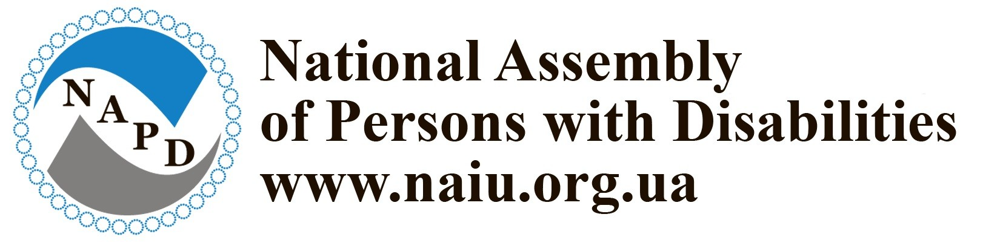 NAPD
National Assembly
of Persons with Disabilities
www.naiu.org.ua